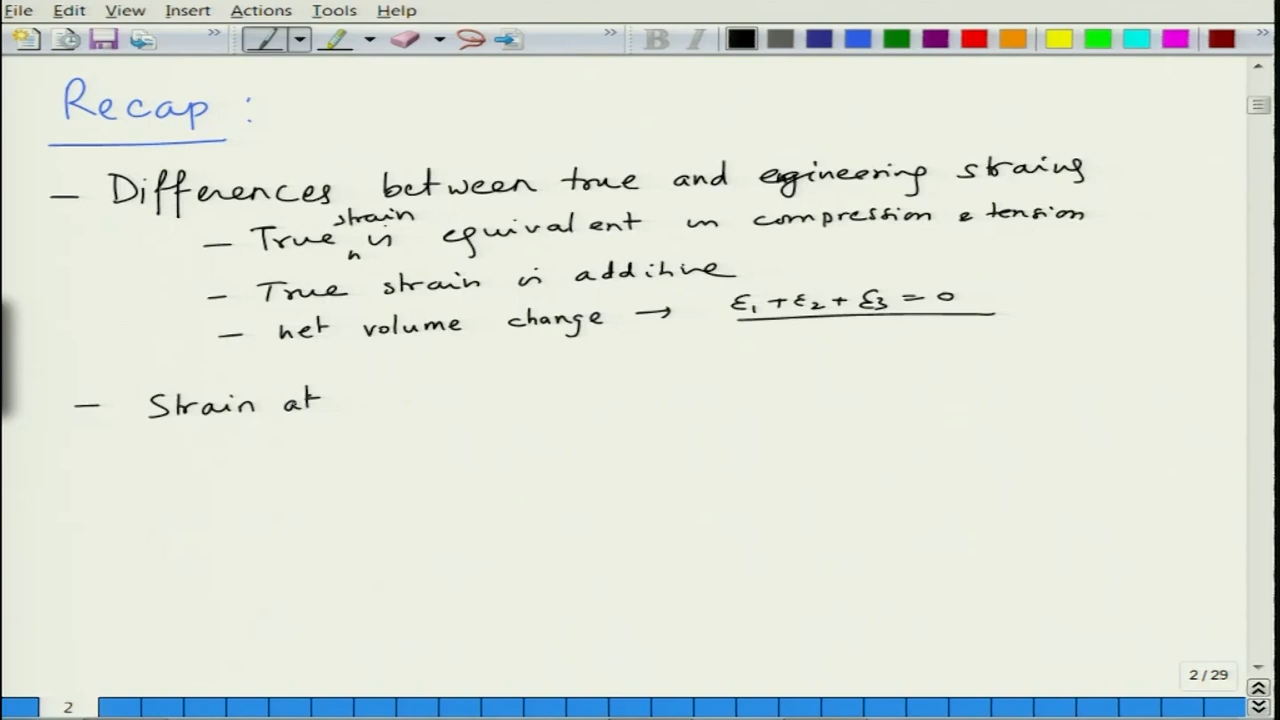 File Edit View Insert Actions Tools Help
B I
Recap :
— Differences between true and engineering strains
— True strain is equivalent in compression & tension
— True strain is additive
— net volume change → ε₁ + ε₂ + ε₃ = 0
— Strain at
2 / 29
2